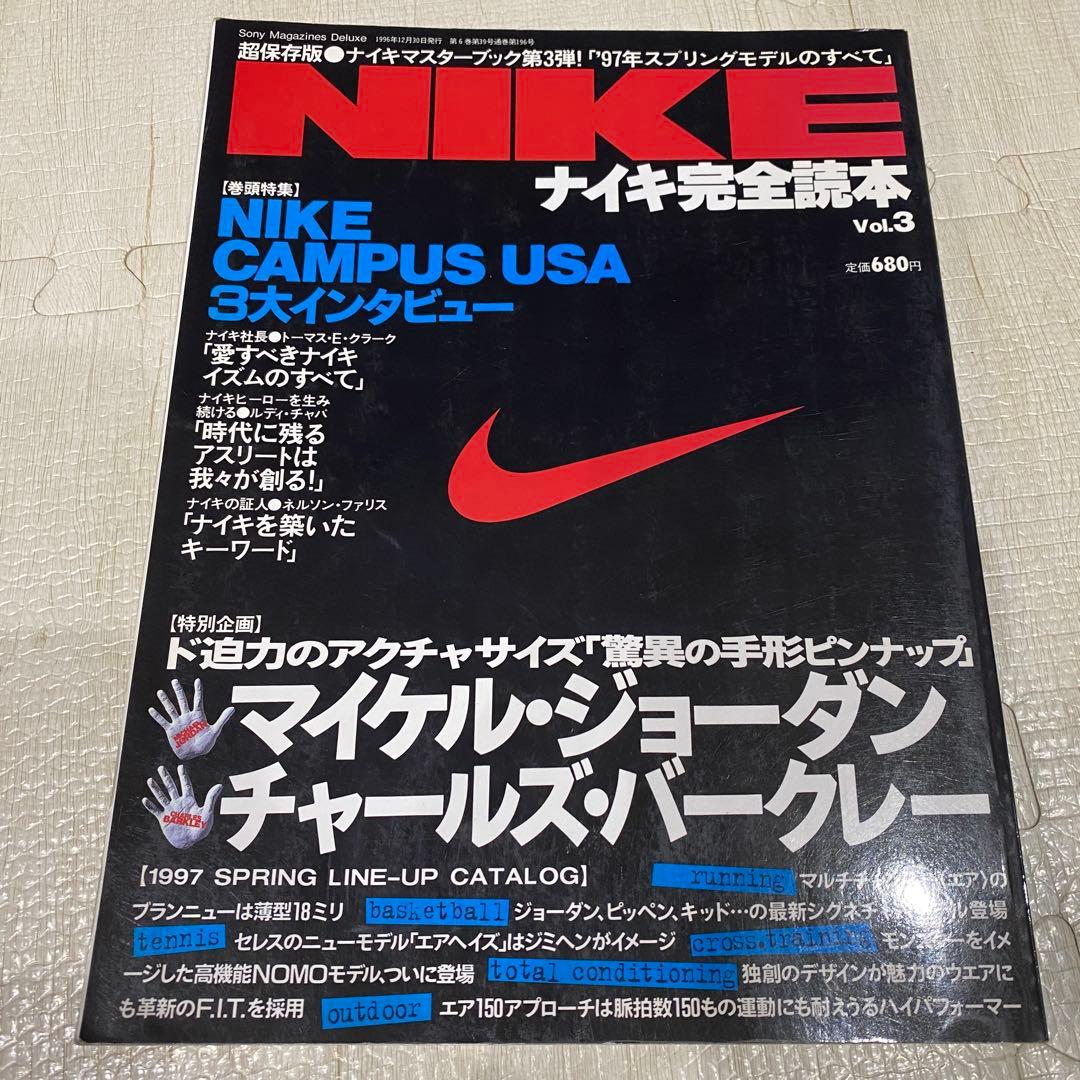 Sony Magazines Deluxe 1996年12月30日発行 第6巻第39号通巻第196号
超保存版●ナイキマスターブック第3弾!「'97年スプリングモデルのすべて」
NIKE
ナイキ完全読本
Vol.3
定価680円
【巻頭特集】
NIKE
CAMPUS USA
3大インタビュー
ナイキ社長●トーマス・E・クラーク
「愛すべきナイキ
イズムのすべて」
ナイキヒーローを生み
続ける●ルディ・チャパ
「時代に残る
アスリートは
我々が創る!」
ナイキの証人●ネルソン・ファリス
「ナイキを築いた
キーワード」
【特別企画】
ド迫力のアクチャサイズ「驚異の手形ピンナップ」
MICHAEL
JORDAN
マイケル・ジョーダン
CHARLES
BARKLEY
チャールズ・バークレー
【1997 SPRING LINE-UP CATALOG】 running マルチチ エア〉の
ブランニューは薄型18ミリ basketball ジョーダン、ピッペン、キッド…の最新シグネチ ル登場
tennis セレスのニューモデル「エアヘイズ」はジミヘンがイメージ cross.training モン ーをイメ
ージした高機能NOMOモデル、ついに登場 total conditioning 独創のデザインが魅力のウエアに
も革新のF.I.T.を採用 outdoor エア150アプローチは脈拍数150もの運動にも耐えうるハイパフォーマー